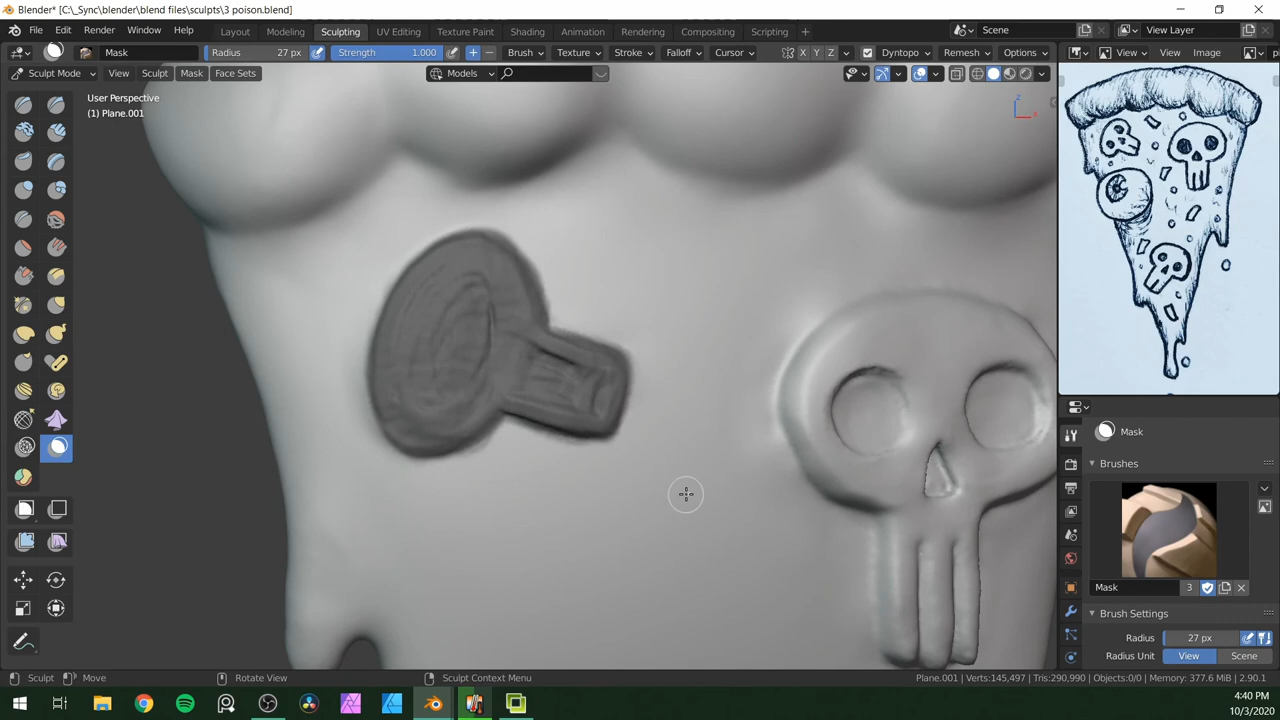 Blender* [C:\_Sync\blender\blend files\sculpts\3 poison.blend]
File Edit Render Window Help Layout Modeling Sculpting UV Editing Texture Paint Shading Animation Rendering Compositing Scripting + Scene View Layer
Mask Radius 27 px Strength 1.000 Brush Texture Stroke Falloff Cursor X Y Z Dyntopo Remesh Options View View Image
Sculpt Mode View Sculpt Mask Face Sets Models
User Perspective
(1) Plane.001
Z
X
Mask
Brushes
Mask 3
Brush Settings
Radius 27 px
Radius Unit View Scene
Sculpt Move Rotate View Sculpt Context Menu Plane.001 | Verts:145,497 | Tris:290,990 | Objects:0/0 | Memory: 377.6 MiB | 2.90.1
4:40 PM
10/3/2020